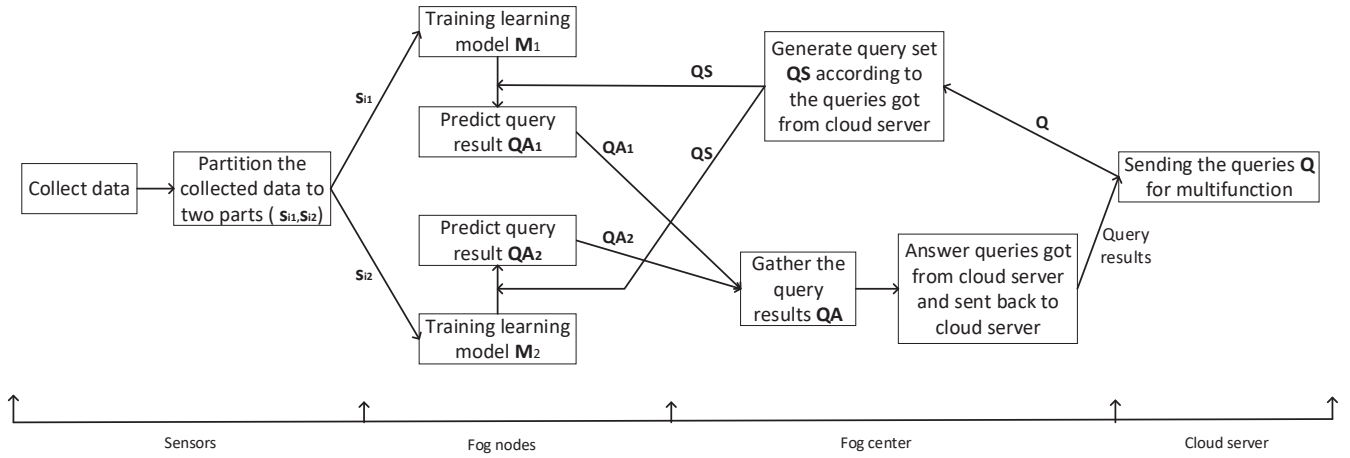 Collect data
Partition the
collected data to
two parts ( si1,si2)
si1
si2
Training learning
model M1
Predict query
result QA1
Predict query
result QA2
Training learning
model M2
QS
QS
QA1
QA2
Generate query set
QS according to
the queries got
from cloud server
Gather the
query
results QA
Answer queries got
from cloud server
and sent back to
cloud server
Q
Sending the queries Q
for multifunction
Query
results
Sensors
Fog nodes
Fog center
Cloud server